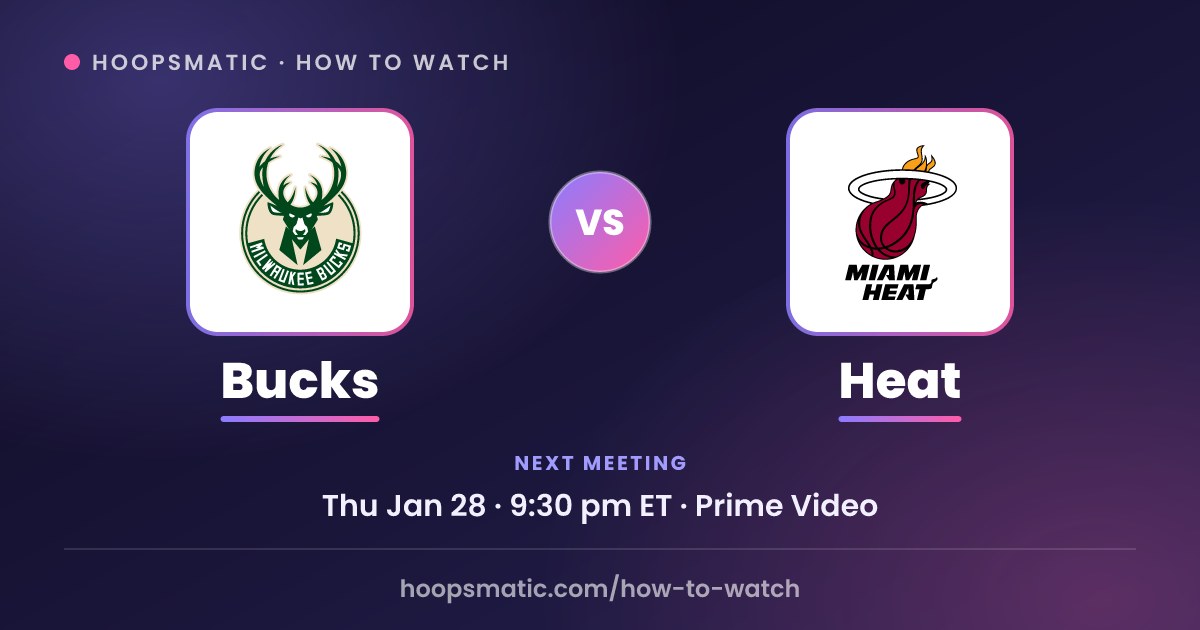 HOOPSMATIC · HOW TO WATCH
MILWAUKEE BUCKS
VS
MIAMI
HEAT
Bucks
Heat
NEXT MEETING
Thu Jan 28 · 9:30 pm ET · Prime Video
hoopsmatic.com/how-to-watch